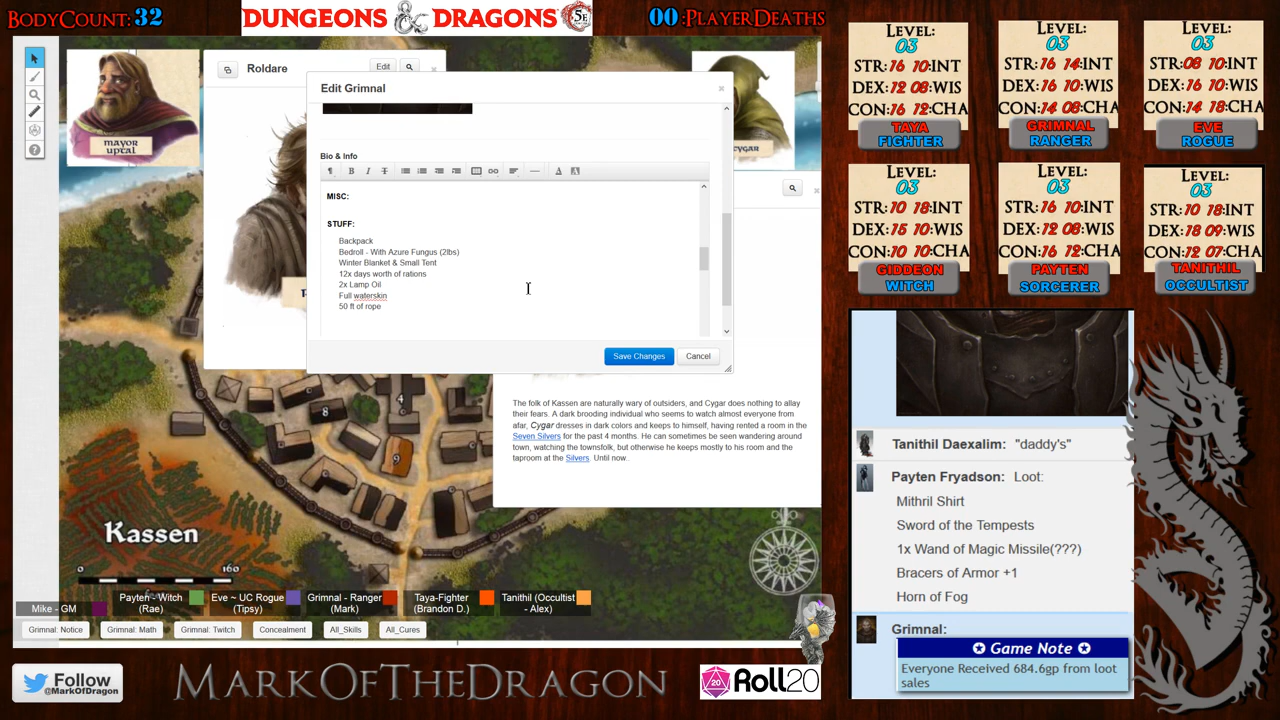 BODYCOUNT: 32
DUNGEONS & DRAGONS 5E
00 :PLAYERDEATHS
mayor
uptal
Roldare
Edit
Edit Grimnal
Bio & Info
MISC:
STUFF:
Backpack
Bedroll - With Azure Fungus (2lbs)
Winter Blanket & Small Tent
12x days worth of rations
2x Lamp Oil
Full waterskin
50 ft of rope
Save Changes
Cancel
CYGAR
The folk of Kassen are naturally wary of outsiders, and Cygar does nothing to allay
their fears. A dark brooding individual who seems to watch almost everyone from
afar, Cygar dresses in dark colors and keeps to himself, having rented a room in the
Seven Silvers for the past 4 months. He can sometimes be seen wandering around
town, watching the townsfolk, but otherwise he keeps mostly to his room and the
taproom at the Silvers. Until now..
8
4
9
Kassen
0
160
Mike - GM
Payten - Witch
(Rae)
Eve ~ UC Rogue
(Tipsy)
Grimnal - Ranger
(Mark)
Taya-Fighter
(Brandon D.)
Tanithil (Occultist
- Alex)
Grimnal: Notice
Grimnal: Math
Grimnal: Twitch
Concealment
All_Skills
All_Cures
Follow
@MarkOfDragon
MARKOFTHEDRAGON
20
Roll20
LEVEL:
03
STR:16 10:INT
DEX:12 08:WIS
CON:16 12:CHA
TAYA
FIGHTER
LEVEL:
03
STR:16 14:INT
DEX:16 10:WIS
CON:14 08:CHA
GRIMNAL
RANGER
LEVEL:
03
STR:08 10:INT
DEX:16 10:WIS
CON:14 18:CHA
EVE
ROGUE
LEVEL:
03
STR:10 18:INT
DEX:15 10:WIS
CON:10 10:CHA
GIDDEON
WITCH
LEVEL:
03
STR:16 10:INT
DEX:12 08:WIS
CON:16 12:CHA
PAYTEN
SORCERER
LEVEL:
03
STR:10 18:INT
DEX:18 09:WIS
CON:12 07:CHA
TANITHIL
OCCULTIST
Tanithil Daexalim: "daddy's"
Payten Fryadson: Loot:
Mithril Shirt
Sword of the Tempests
1x Wand of Magic Missile(???)
Bracers of Armor +1
Horn of Fog
Grimnal:
Game Note
Everyone Received 684.6gp from loot
sales